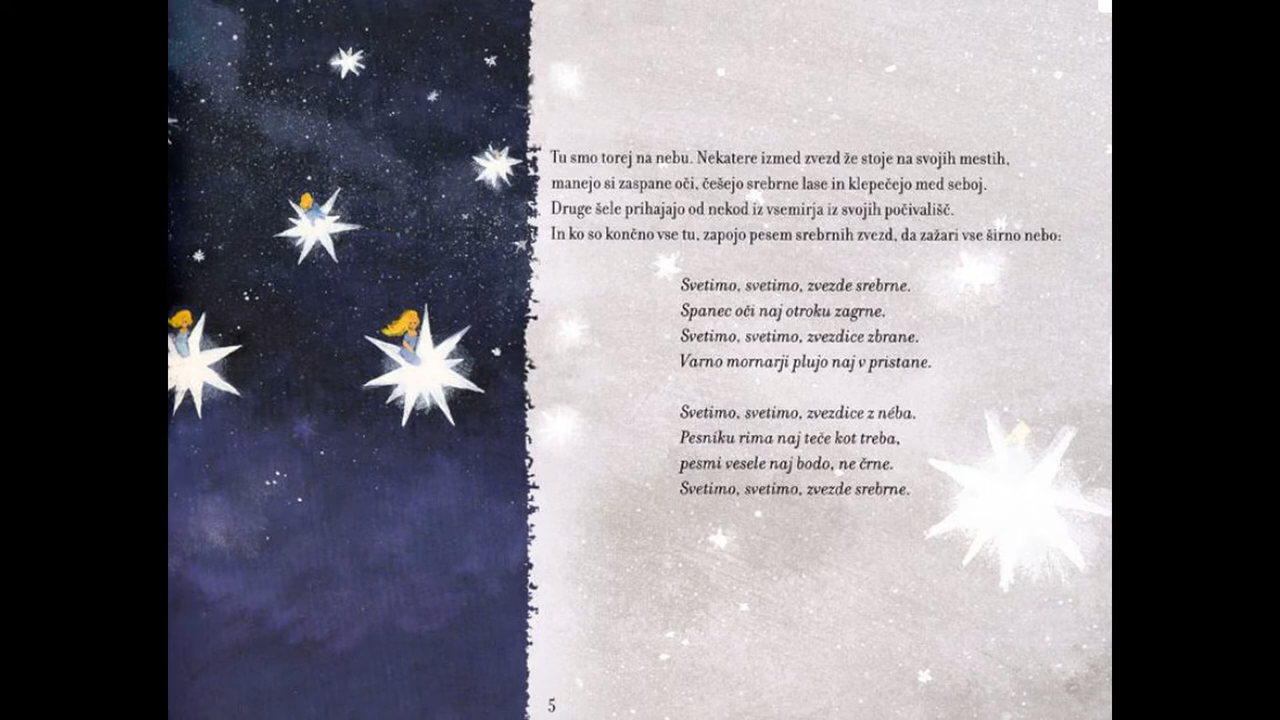 Tu smo torej na nebu. Nekatere izmed zvezd že stoje na svojih mestih,
manejo si zaspane oči, češejo srebrne lase in klepečejo med seboj.
Druge šele prihajajo od nekod iz vsemirja iz svojih počivališč.
In ko so končno vse tu, zapojo pesem srebrnih zvezd, da zažari vse širno nebo:
Svetimo, svetimo, zvezde srebrne.
Spanec oči naj otroku zagrne.
Svetimo, svetimo, zvezdice zbrane.
Varno mornarji plujo naj v pristane.
Svetimo, svetimo, zvezdice z néba.
Pesniku rima naj teče kot treba,
pesmi vesele naj bodo, ne črne.
Svetimo, svetimo, zvezde srebrne.
5